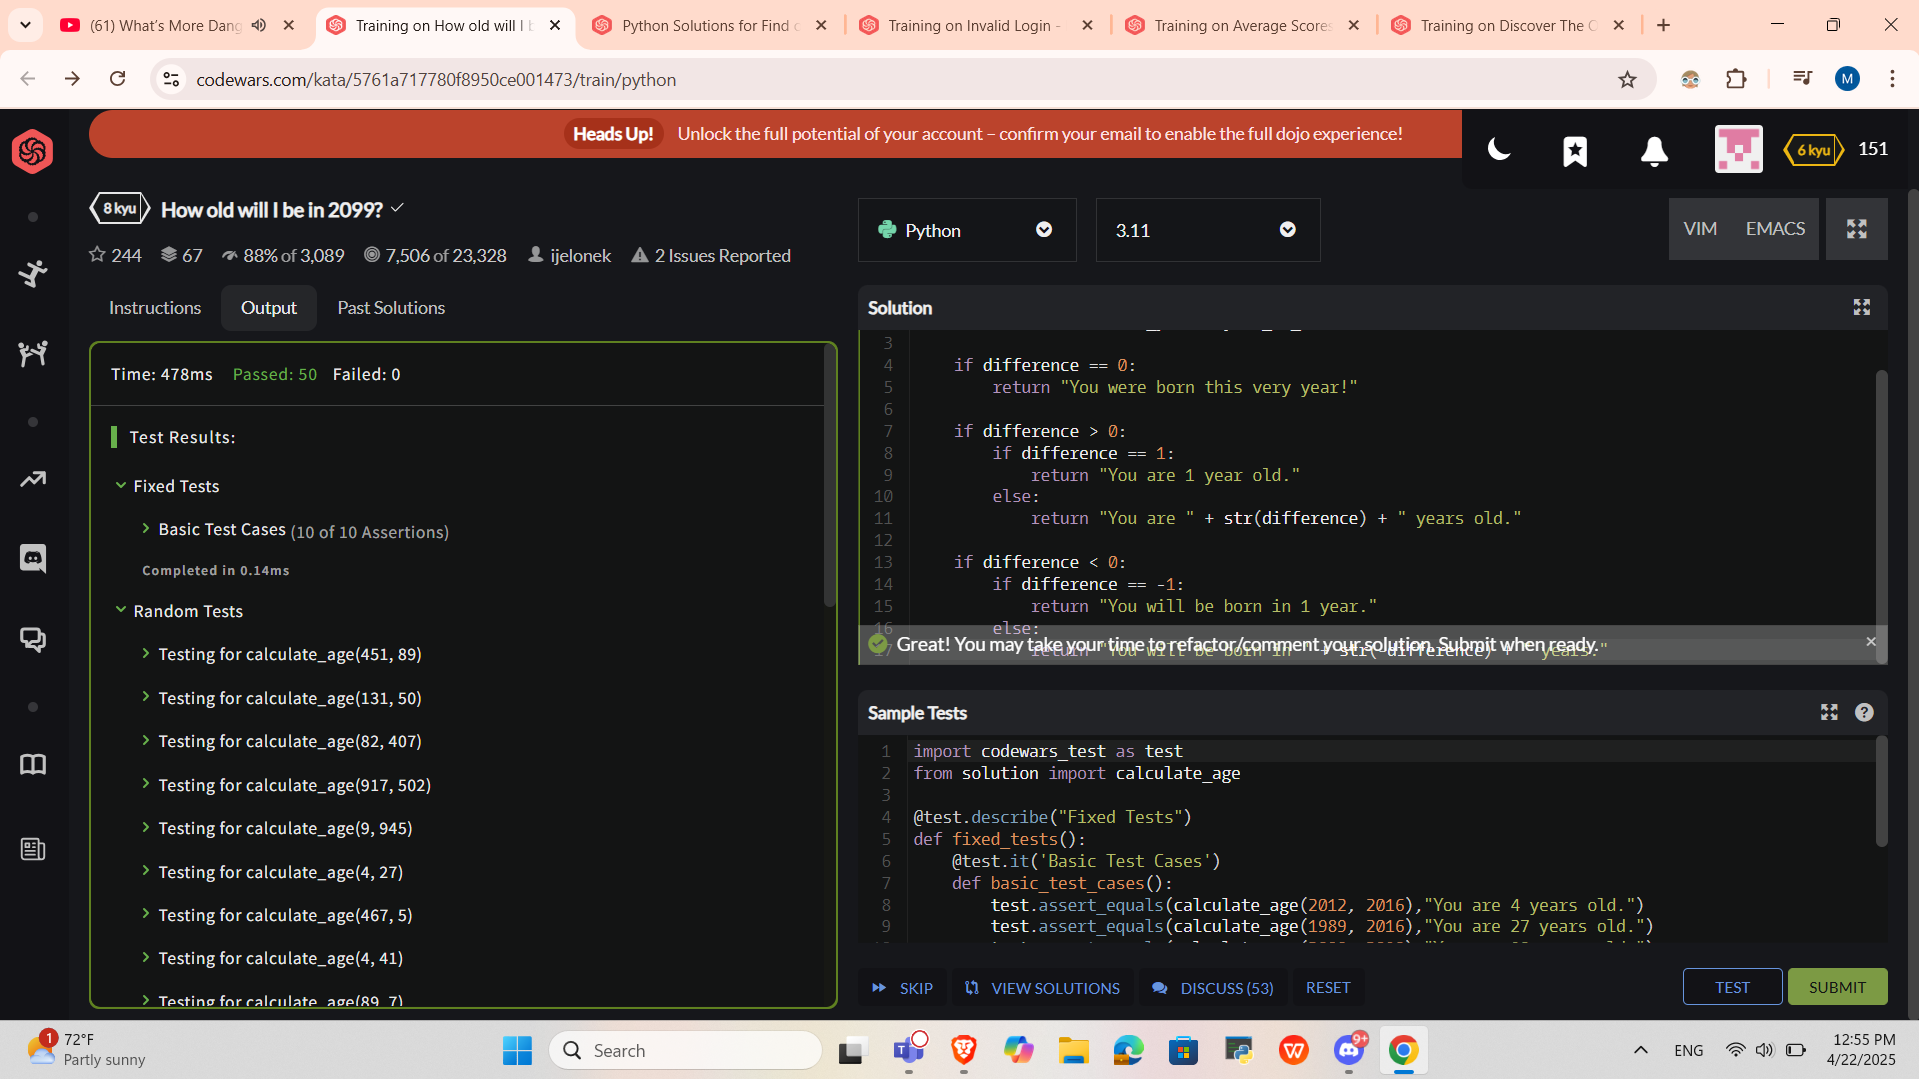 (61) What's More Dang
Training on How old will I b
Python Solutions for Find o
Training on Invalid Login -
Training on Average Scores
Training on Discover The O
codewars.com/kata/5761a717780f8950ce001473/train/python
M
Heads Up! Unlock the full potential of your account – confirm your email to enable the full dojo experience!
6 kyu 151
8 kyu How old will I be in 2099?
244 67 88% of 3,089 7,506 of 23,328 ijelonek 2 Issues Reported
Python
3.11
VIM EMACS
Instructions Output Past Solutions
Time: 478ms Passed: 50 Failed: 0
Test Results:
Fixed Tests
Basic Test Cases (10 of 10 Assertions)
Completed in 0.14ms
Random Tests
Testing for calculate_age(451, 89)
Testing for calculate_age(131, 50)
Testing for calculate_age(82, 407)
Testing for calculate_age(917, 502)
Testing for calculate_age(9, 945)
Testing for calculate_age(4, 27)
Testing for calculate_age(467, 5)
Testing for calculate_age(4, 41)
Testing for calculate_age(89, 7)
Solution
3
4 if difference == 0:
5 return "You were born this very year!"
6
7 if difference > 0:
8 if difference == 1:
9 return "You are 1 year old."
10 else:
11 return "You are " + str(difference) + " years old."
12
13 if difference < 0:
14 if difference == -1:
15 return "You will be born in 1 year."
16 else:
17 return "You will be born in " + str(-difference) + " years."
Great! You may take your time to refactor/comment your solution. Submit when ready.
Sample Tests
1 import codewars_test as test
2 from solution import calculate_age
3
4 @test.describe("Fixed Tests")
5 def fixed_tests():
6 @test.it('Basic Test Cases')
7 def basic_test_cases():
8 test.assert_equals(calculate_age(2012, 2016),"You are 4 years old.")
9 test.assert_equals(calculate_age(1989, 2016),"You are 27 years old.")
SKIP VIEW SOLUTIONS DISCUSS (53) RESET
TEST SUBMIT
1
72°F
Partly sunny
Search
9+
ENG
12:55 PM
4/22/2025